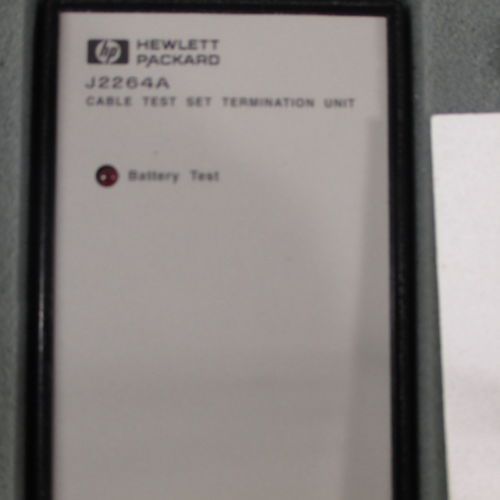 hp HEWLETT
PACKARD
J2264A
CABLE TEST SET TERMINATION UNIT
Battery Test